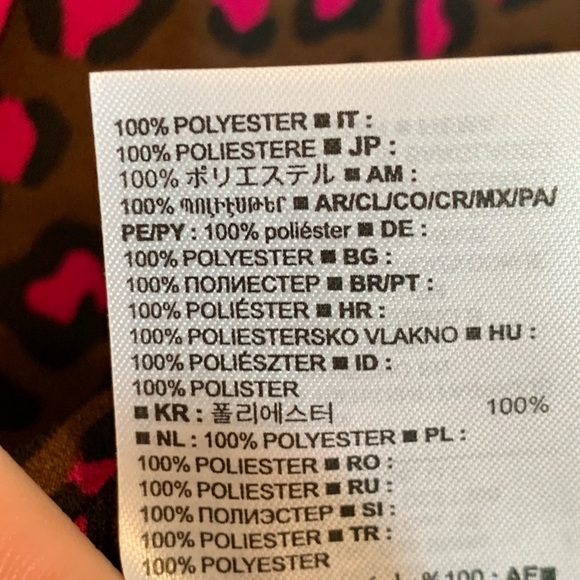 100% POLYESTER ■ IT :
100% POLIESTERE ■ JP :
100% ポリエステル ■ AM :
100% պոլիէսթեր ■ AR/CL/CO/CR/MX/PA/
PE/PY : 100% poliéster ■ DE :
100% POLYESTER ■ BG :
100% ПОЛИЕСТЕР ■ BR/PT :
100% POLIÉSTER ■ HR :
100% POLIESTERSKO VLAKNO ■ HU :
100% POLIÉSZTER ■ ID :
100% POLISTER
■ KR : 폴리에스터 100%
■ NL : 100% POLYESTER ■ PL :
100% POLIESTER ■ RO :
100% POLIESTER ■ RU :
100% ПОЛИЭСТЕР ■ SI :
100% POLIESTER ■ TR :
100% POLYESTER
%100 : AE■